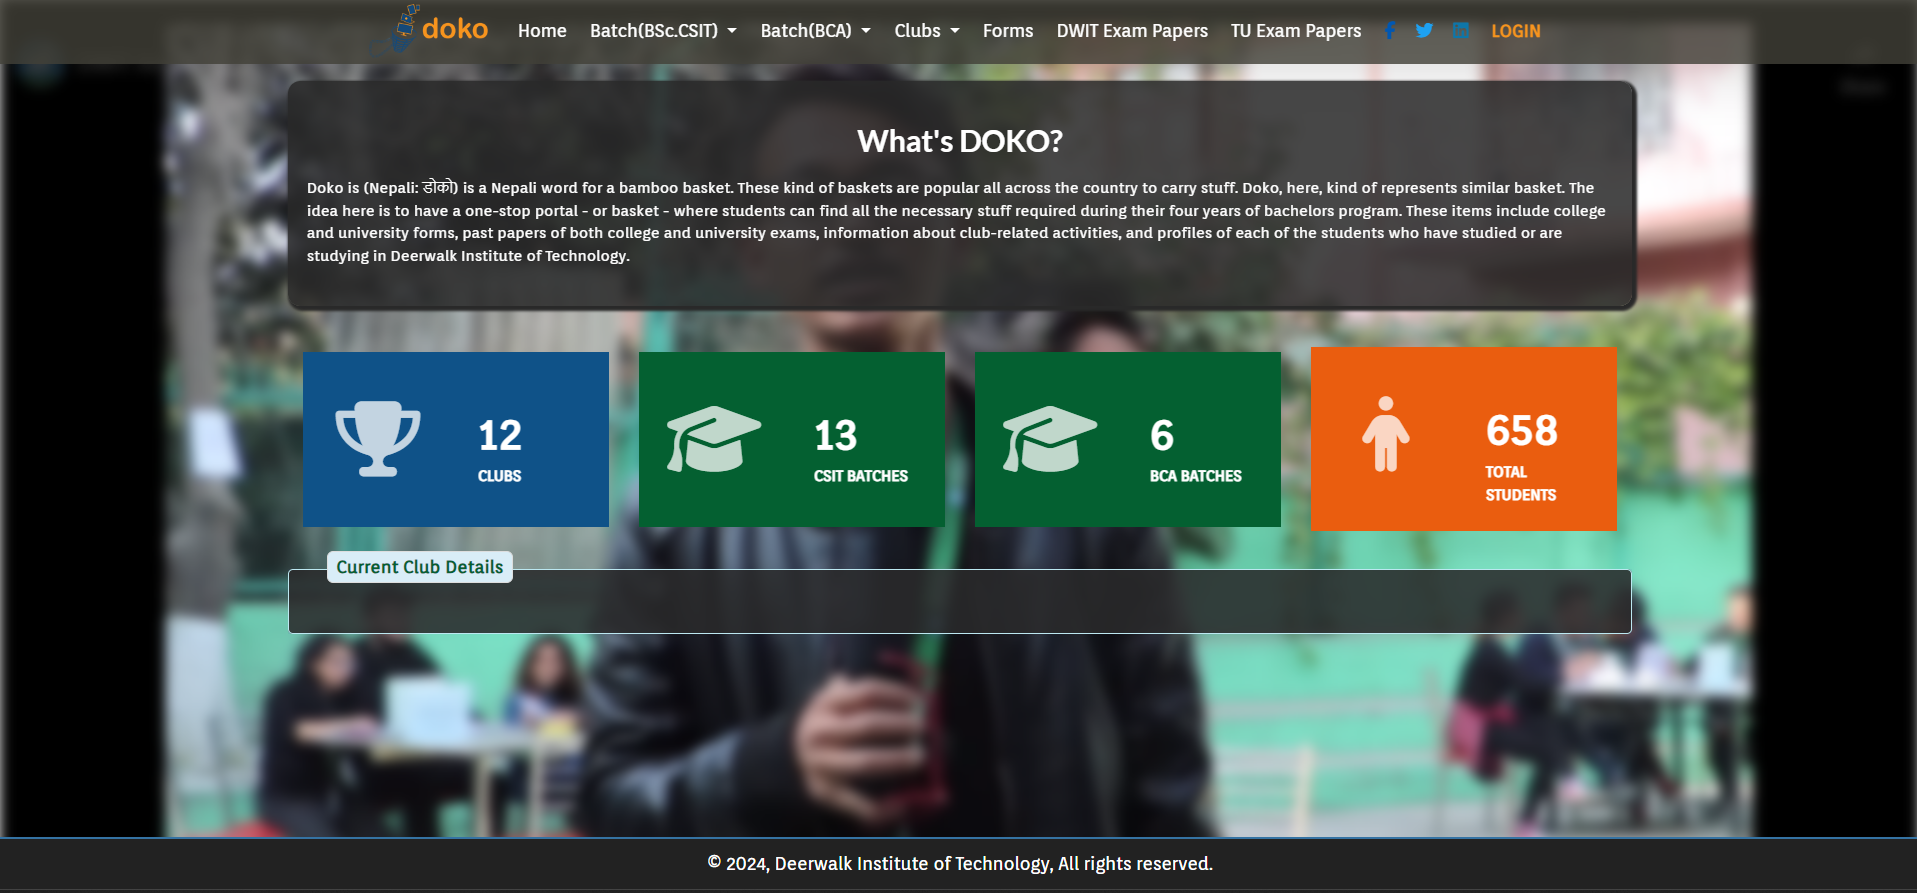 doko
Home
Batch(BSc.CSIT)
Batch(BCA)
Clubs
Forms
DWIT Exam Papers
TU Exam Papers
LOGIN
What's DOKO?
Doko is (Nepali: डोको) is a Nepali word for a bamboo basket. These kind of baskets are popular all across the country to carry stuff. Doko, here, kind of represents similar basket. The
idea here is to have a one-stop portal - or basket - where students can find all the necessary stuff required during their four years of bachelors program. These items include college
and university forms, past papers of both college and university exams, information about club-related activities, and profiles of each of the students who have studied or are
studying in Deerwalk Institute of Technology.
12
CLUBS
13
CSIT BATCHES
6
BCA BATCHES
658
TOTAL
STUDENTS
Current Club Details
© 2024, Deerwalk Institute of Technology, All rights reserved.